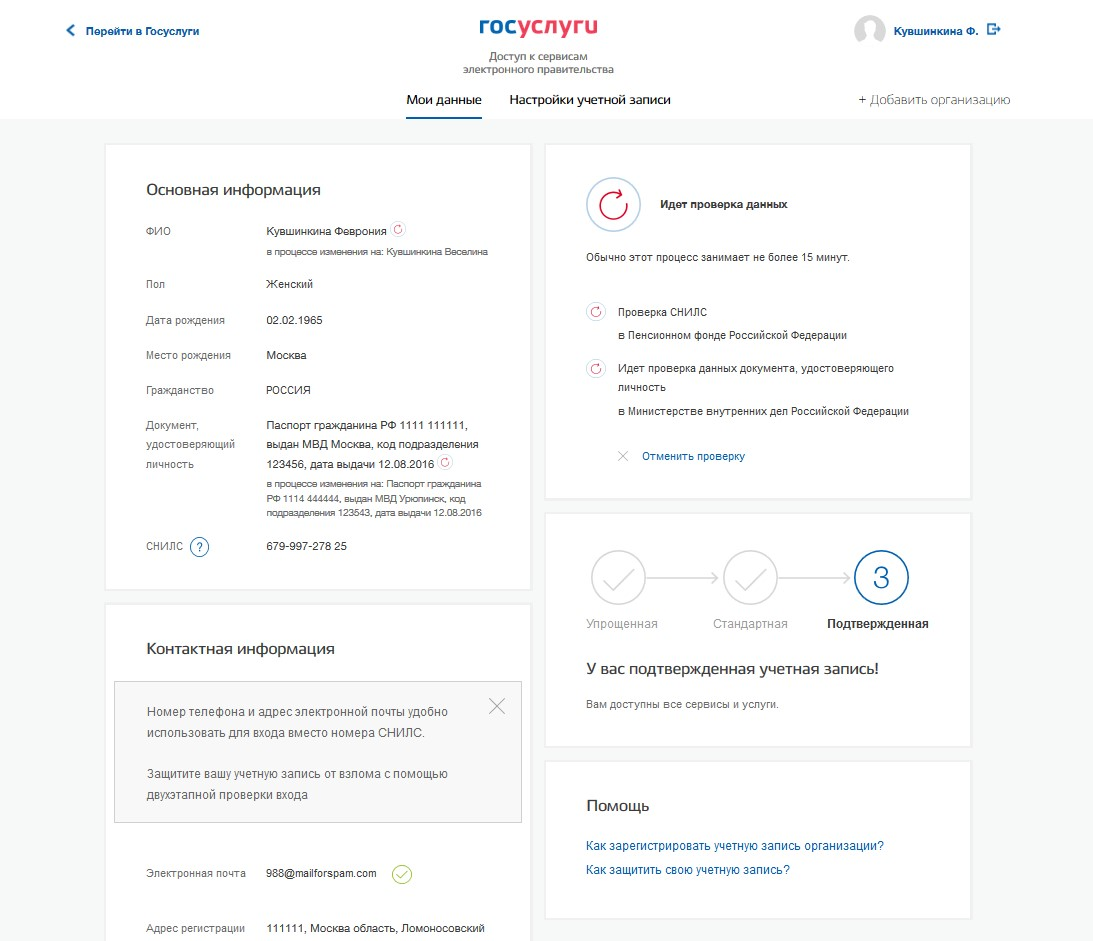 Перейти в Госуслуги
госуслуги
Кувшинкина Ф.
Доступ к сервисам
электронного правительства
Мои данные
Настройки учетной записи
+ Добавить организацию
Основная информация
ФИО
Кувшинкина Феврония
в процессе изменения на: Кувшинкина Веселина
Пол
Женский
Дата рождения
02.02.1965
Место рождения
Москва
Гражданство
РОССИЯ
Документ,
удостоверяющий
личность
Паспорт гражданина РФ 1111 111111,
выдан МВД Москва, код подразделения
123456, дата выдачи 12.08.2016
в процессе изменения на: Паспорт гражданина
РФ 1114 444444, выдан МВД Урюпинск, код
подразделения 123543, дата выдачи 12.08.2016
СНИЛС ?
679-997-278 25
Контактная информация
Номер телефона и адрес электронной почты удобно
использовать для входа вместо номера СНИЛС.
Защитите вашу учетную запись от взлома с помощью
двухэтапной проверки входа
Электронная почта
988@mailforspam.com
Адрес регистрации
111111, Москва область, Ломоносовский
Идет проверка данных
Обычно этот процесс занимает не более 15 минут.
Проверка СНИЛС
в Пенсионном фонде Российской Федерации
Идет проверка данных документа, удостоверяющего
личность
в Министерстве внутренних дел Российской Федерации
Отменить проверку
3
Упрощенная
Стандартная
Подтвержденная
У вас подтвержденная учетная запись!
Вам доступны все сервисы и услуги.
Помощь
Как зарегистрировать учетную запись организации?
Как защитить свою учетную запись?